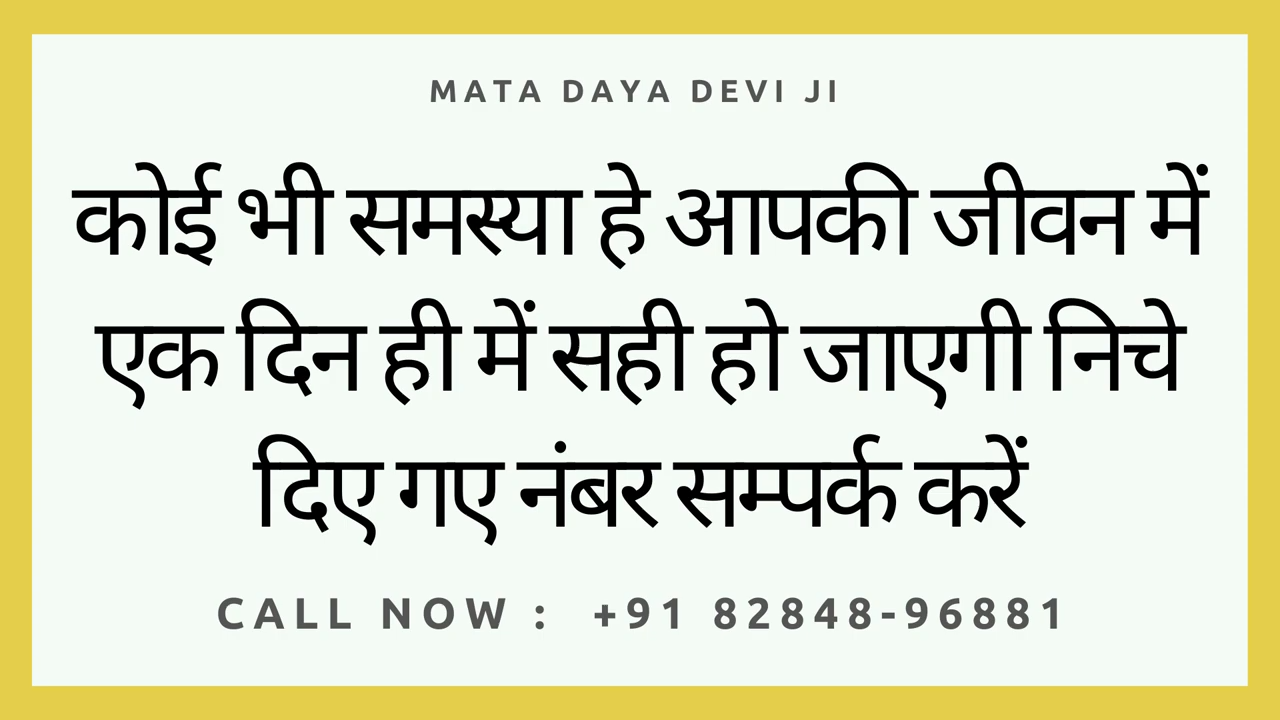 MATA DAYA DEVI JI
कोई भी समस्या हे आपकी जीवन में
एक दिन ही में सही हो जाएगी निचे
दिए गए नंबर सम्पर्क करें
CALL NOW : +91 82848-96881